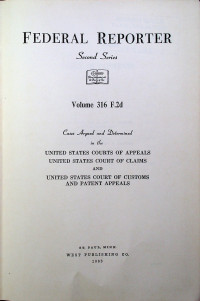 FEDERAL REPORTER
Second Series
Volume 316 F.2d
Cases Argued and Determined
in the
UNITED STATES COURTS OF APPEALS
UNITED STATES COURT OF CLAIMS
AND
UNITED STATES COURT OF CUSTOMS
AND PATENT APPEALS
ST. PAUL, MINN.
WEST PUBLISHING CO.
1963